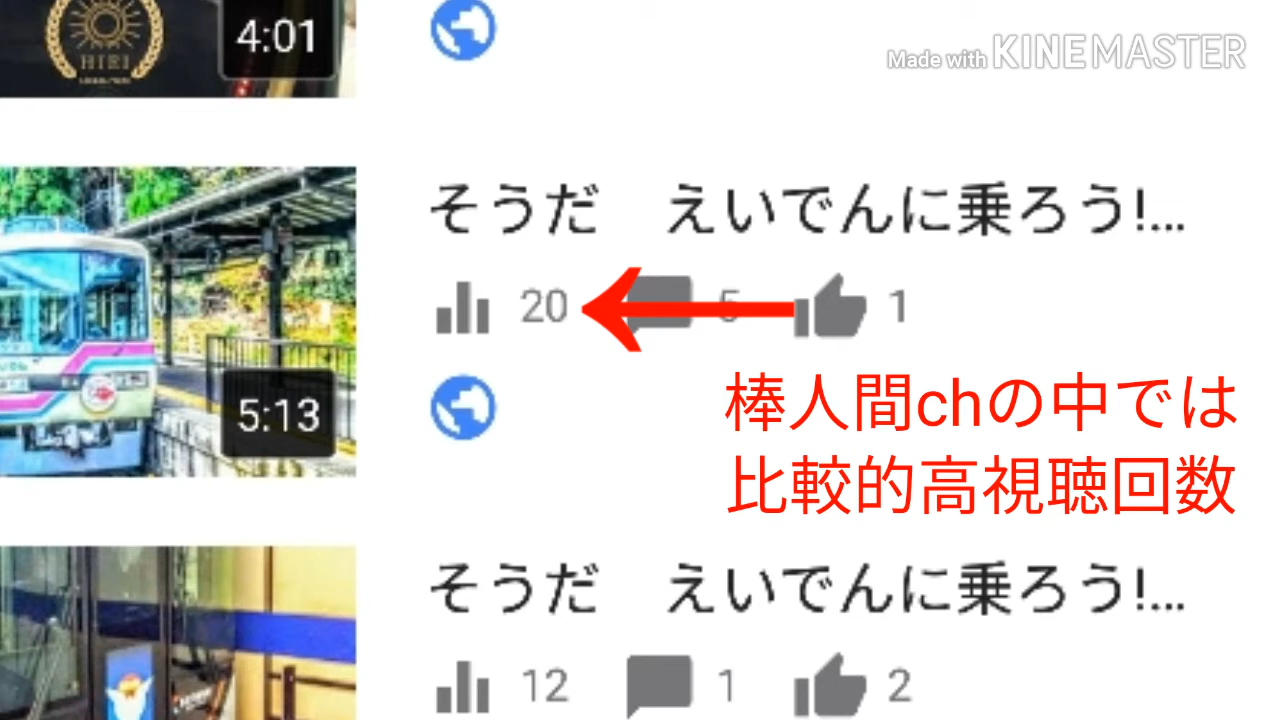 4:01
HIEI
Made with KINEMASTER
そうだ　えいでんに乗ろう!...
20 5 1
5:13
棒人間chの中では
比較的高視聴回数
そうだ　えいでんに乗ろう!...
12 1 2